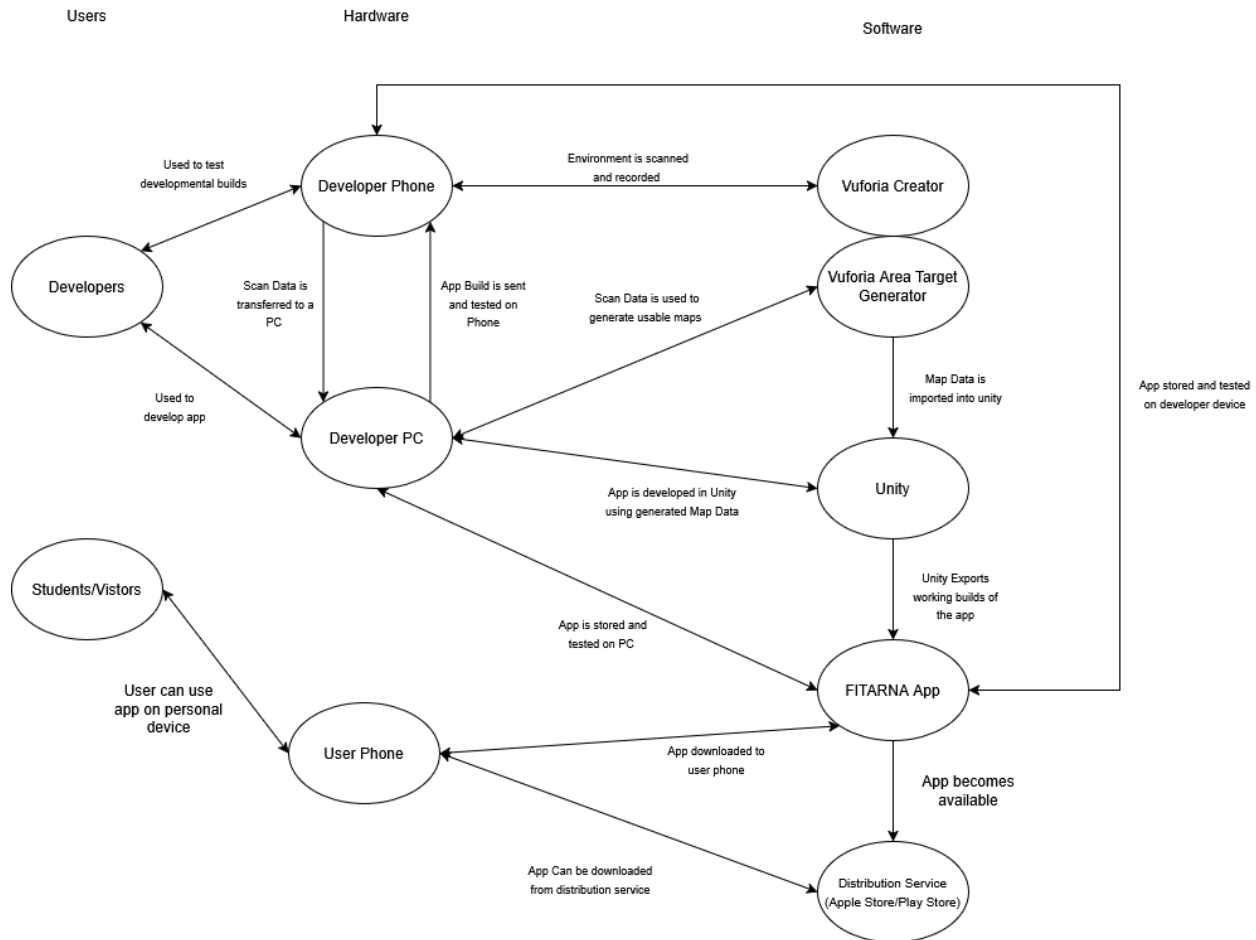 Users
Hardware
Software
Used to test
developmental builds
Developer Phone
Environment is scanned
and recorded
Vuforia Creator
Developers
Scan Data is
transferred to a
PC
App Build is sent
and tested on
Phone
Scan Data is used to
generate usable maps
Vuforia Area Target
Generator
Map Data is
imported into unity
App stored and tested
on developer device
Used to
develop app
Developer PC
App is developed in Unity
using generated Map Data
Unity
Students/Vistors
Unity Exports
working builds of
the app
App is stored and
tested on PC
FITARNA App
User can use
app on personal
device
User Phone
App downloaded to
user phone
App becomes
available
App Can be downloaded
from distribution service
Distribution Service
(Apple Store/Play Store)